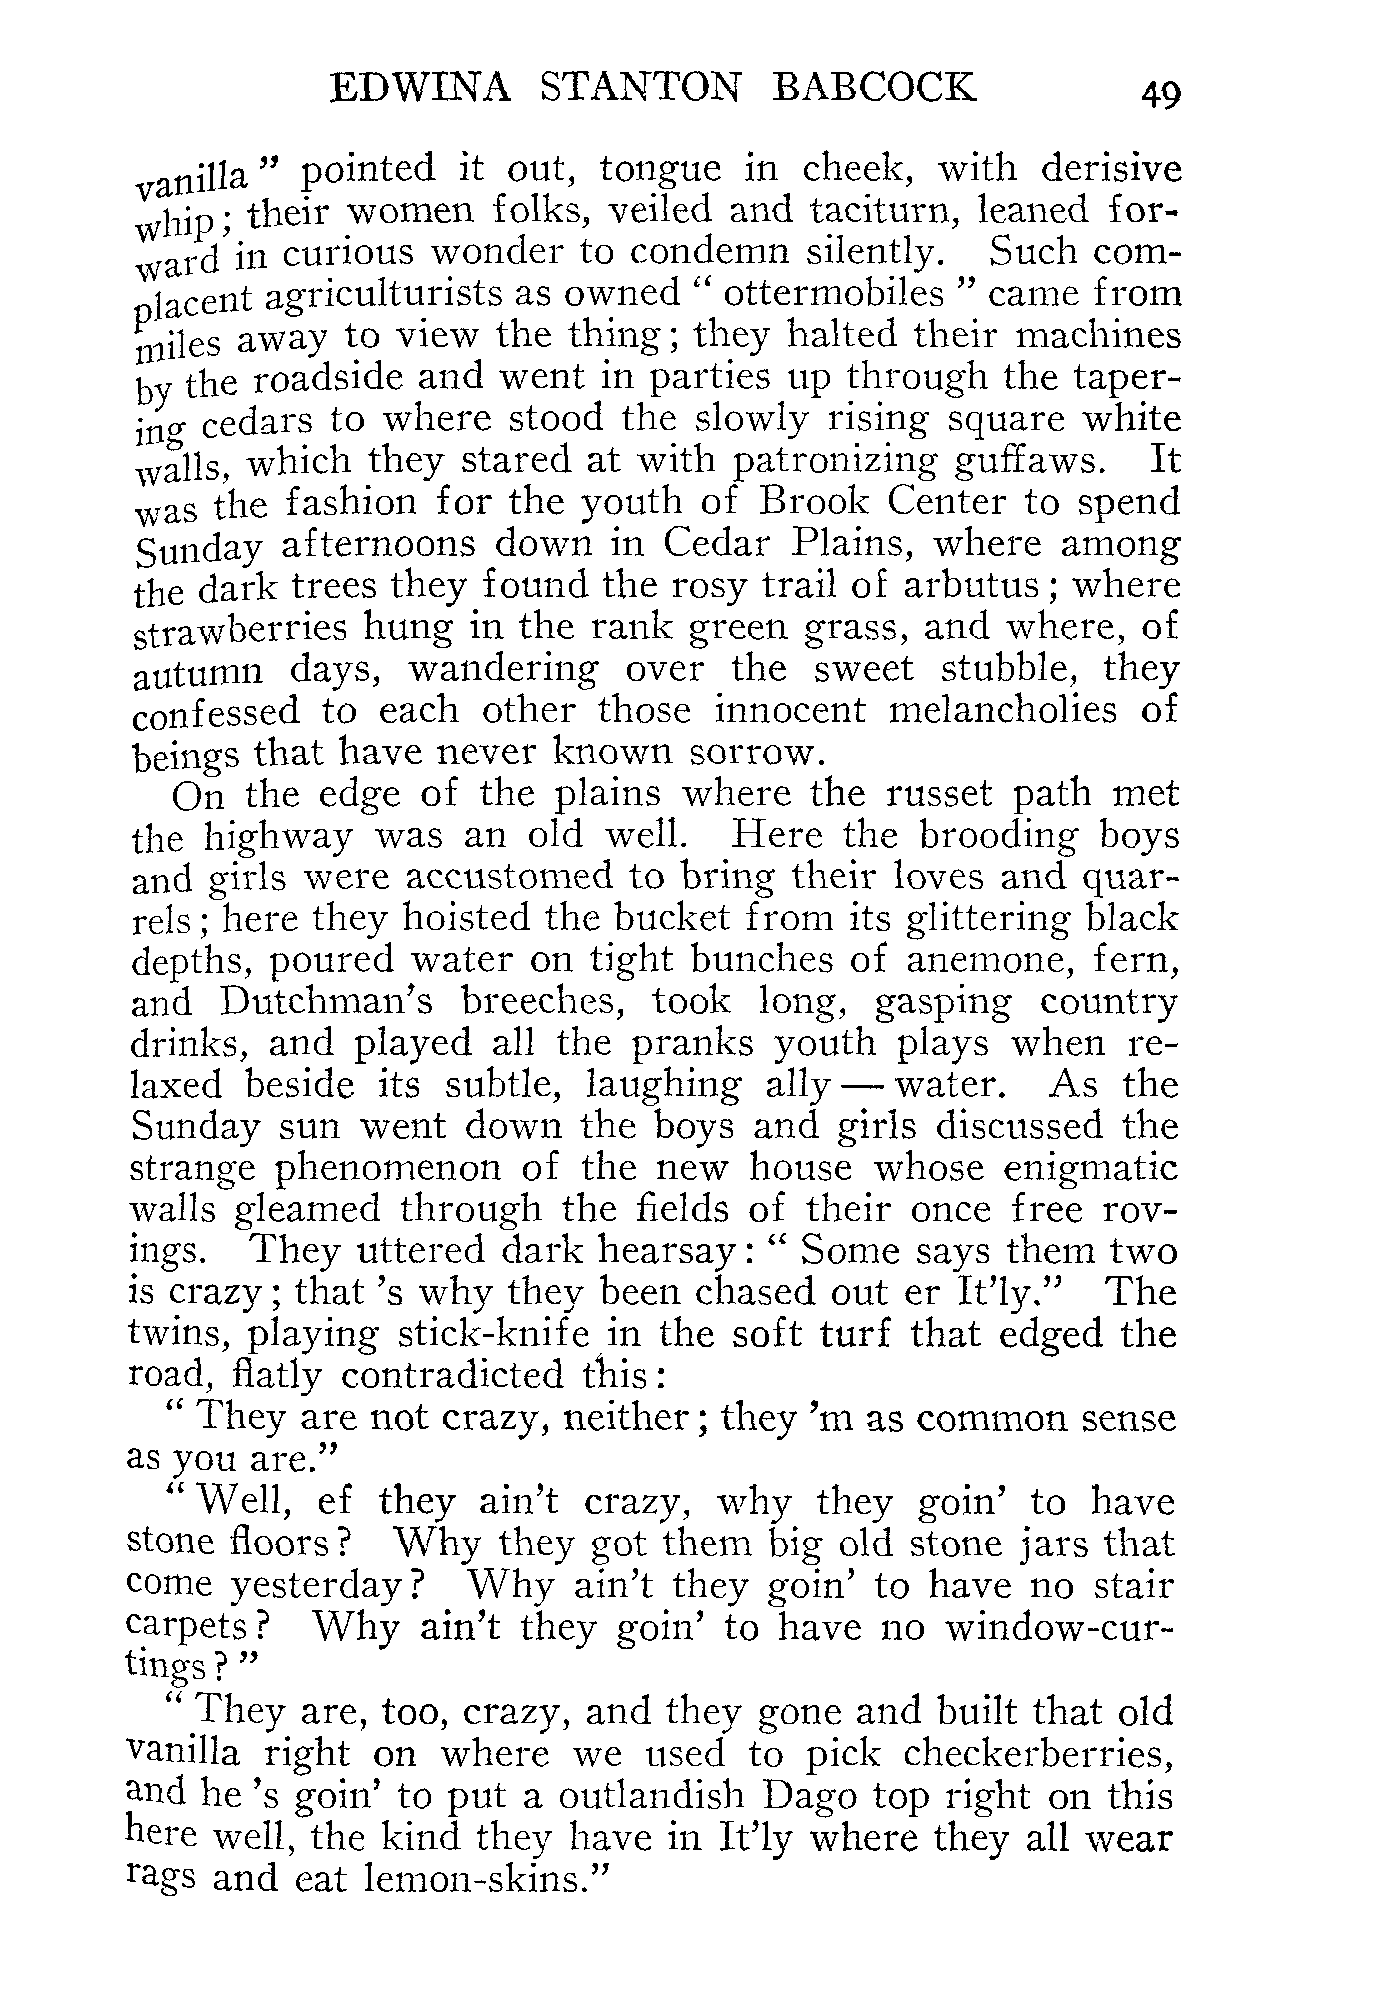 EDWINA STANTON BABCOCK 49
vanilla" pointed it out, tongue in cheek, with derisive
whip; their women folks, veiled and taciturn, leaned for-
ward in curious wonder to condemn silently. Such com-
placent agriculturists as owned "ottermobiles" came from
miles away to view the thing; they halted their machines
by the roadside and went in parties up through the taper-
ing cedars to where stood the slowly rising square white
walls, which they stared at with patronizing guffaws. It
was the fashion for the youth of Brook Center to spend
Sunday afternoons down in Cedar Plains, where among
the dark trees they found the rosy trail of arbutus; where
strawberries hung in the rank green grass, and where, of
autumn days, wandering over the sweet stubble, they
confessed to each other those innocent melancholies of
beings that have never known sorrow.
On the edge of the plains where the russet path met
the highway was an old well. Here the brooding boys
and girls were accustomed to bring their loves and quar-
rels; here they hoisted the bucket from its glittering black
depths, poured water on tight bunches of anemone, fern,
and Dutchman's breeches, took long, gasping country
drinks, and played all the pranks youth plays when re-
laxed beside its subtle, laughing ally — water. As the
Sunday sun went down the boys and girls discussed the
strange phenomenon of the new house whose enigmatic
walls gleamed through the fields of their once free rov-
ings. They uttered dark hearsay: "Some says them two
is crazy; that 's why they been chased out er It'ly." The
twins, playing stick-knife in the soft turf that edged the
road, flatly contradicted this:
"They are not crazy, neither; they 'm as common sense
as you are."
"Well, ef they ain't crazy, why they goin' to have
stone floors? Why they got them big old stone jars that
come yesterday? Why ain't they goin' to have no stair
carpets? Why ain't they goin' to have no window-cur-
tings?"
"They are, too, crazy, and they gone and built that old
vanilla right on where we used to pick checkerberries,
and he 's goin' to put a outlandish Dago top right on this
here well, the kind they have in It'ly where they all wear
rags and eat lemon-skins."